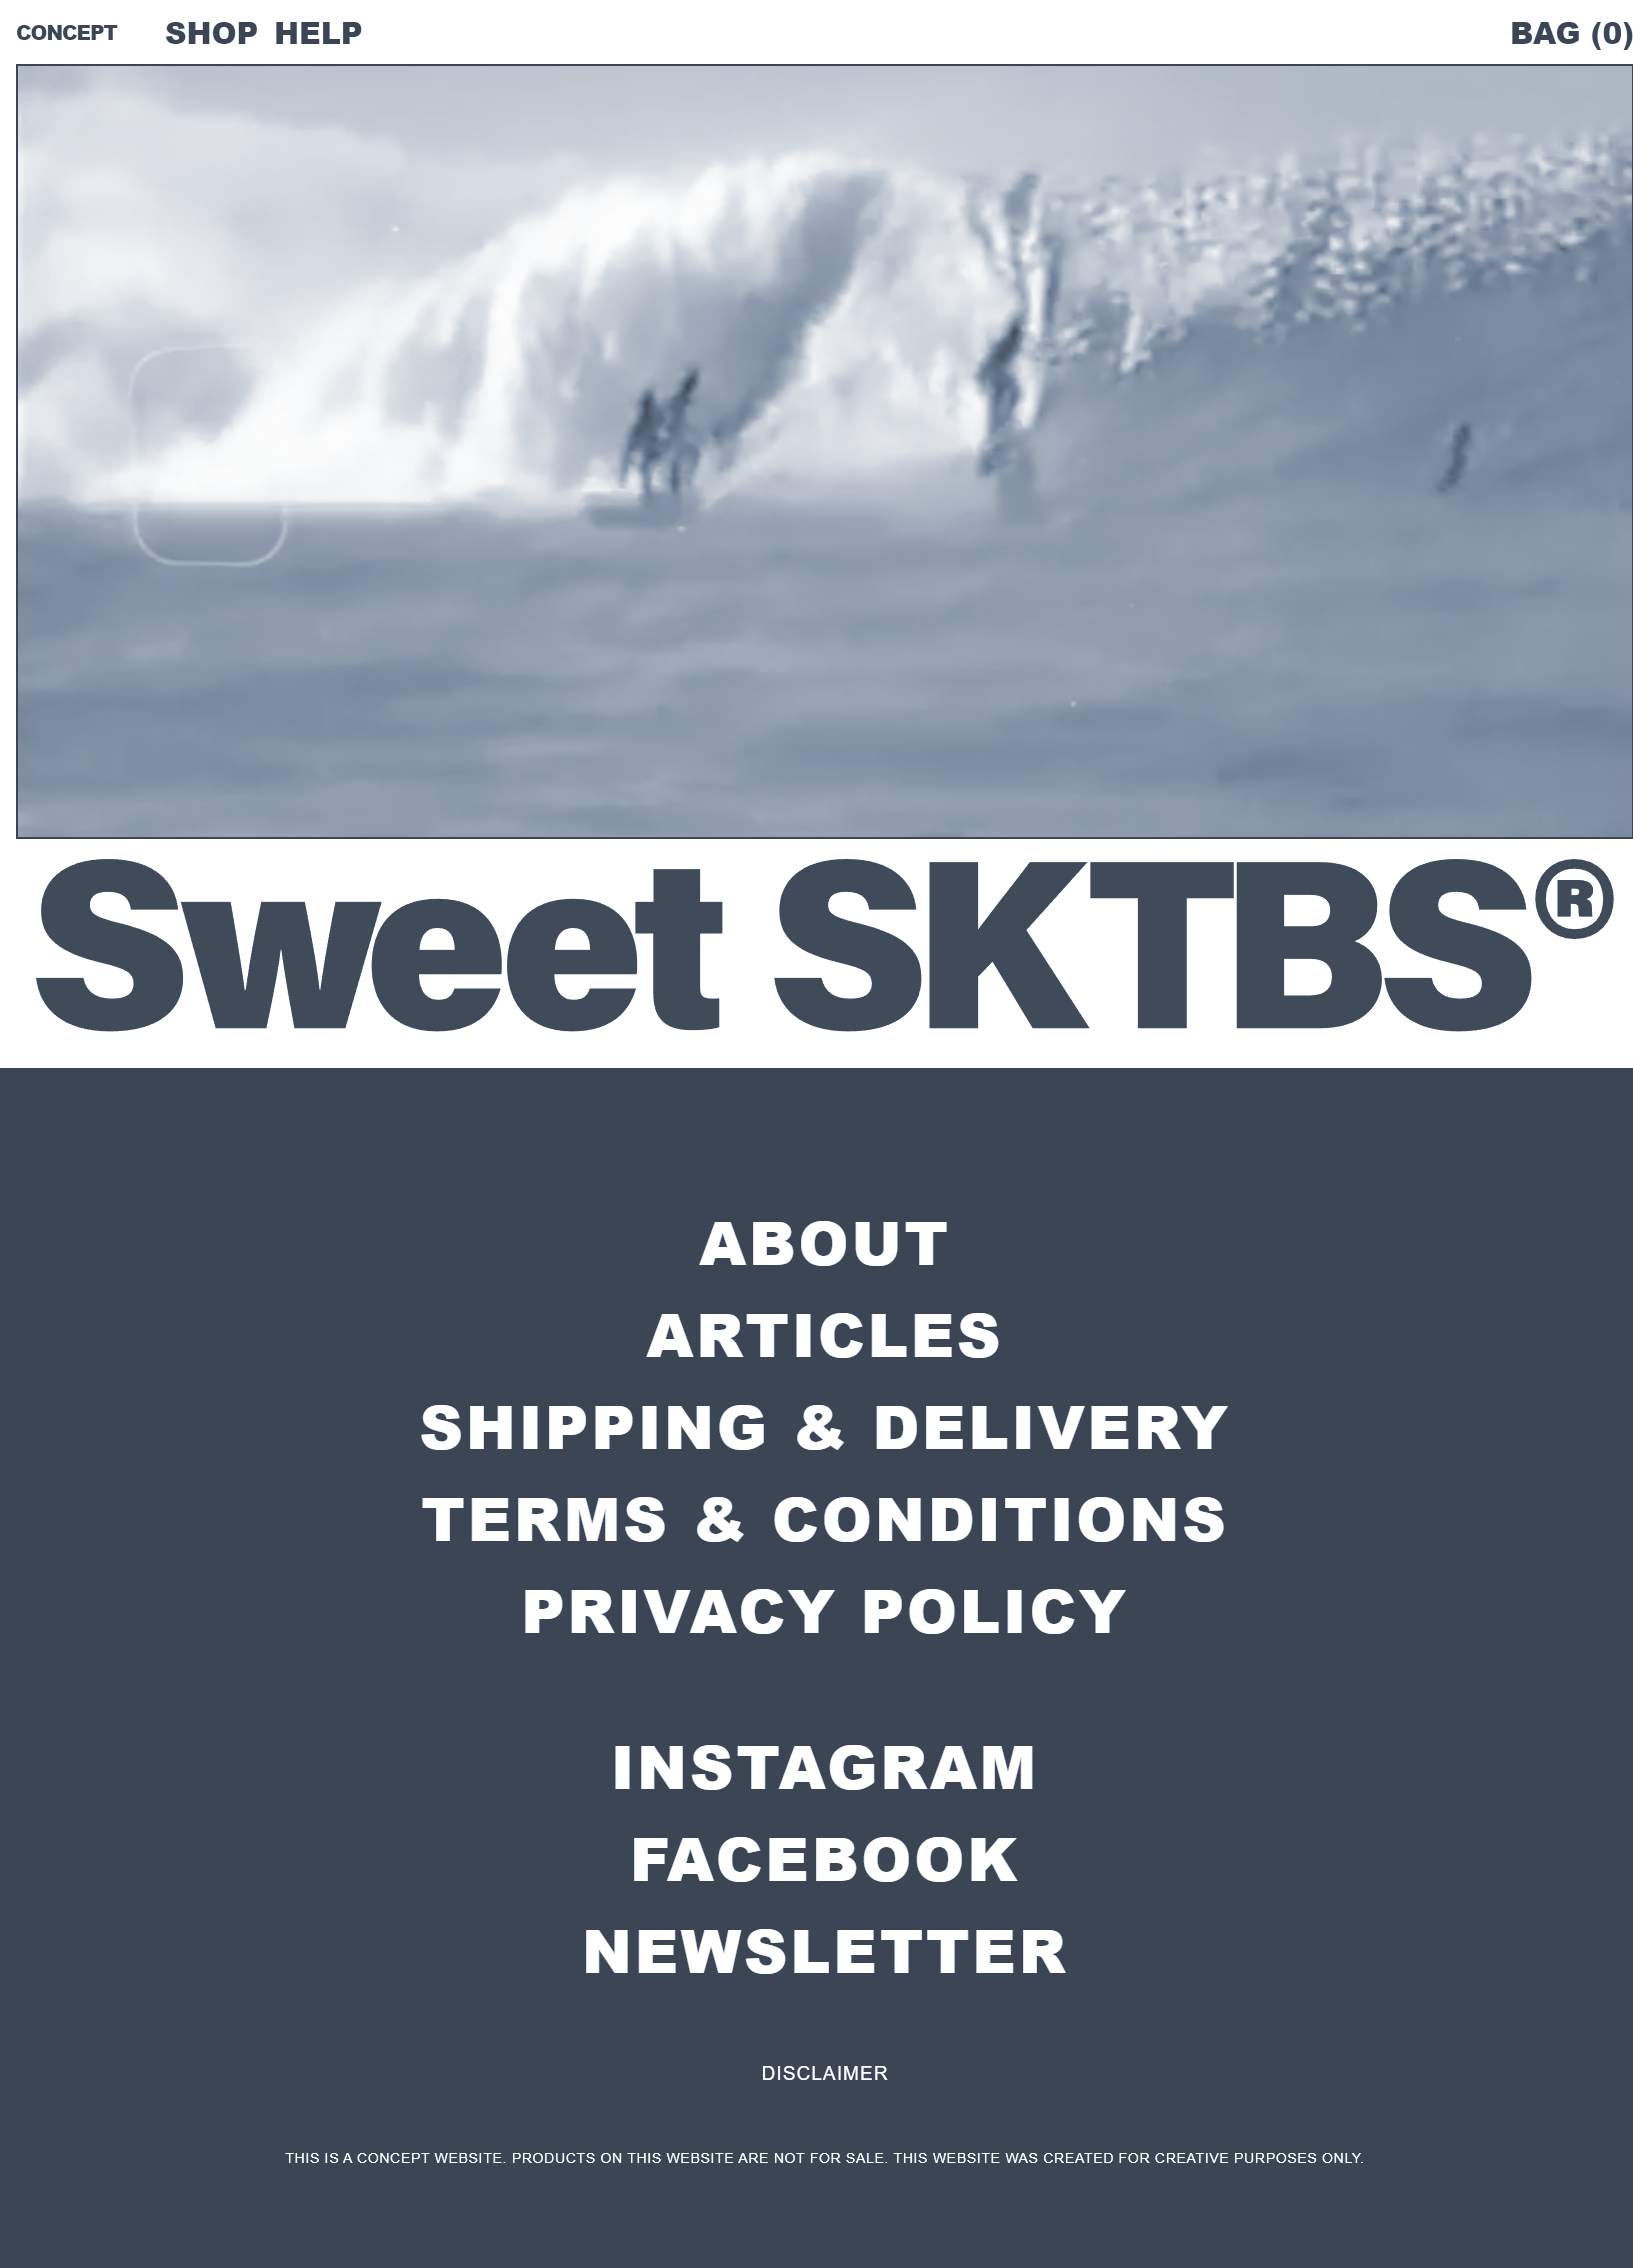 CONCEPT SHOP HELP BAG (0)
Sweet SKTBS®
ABOUT
ARTICLES
SHIPPING & DELIVERY
TERMS & CONDITIONS
PRIVACY POLICY
INSTAGRAM
FACEBOOK
NEWSLETTER
DISCLAIMER
THIS IS A CONCEPT WEBSITE. PRODUCTS ON THIS WEBSITE ARE NOT FOR SALE. THIS WEBSITE WAS CREATED FOR CREATIVE PURPOSES ONLY.